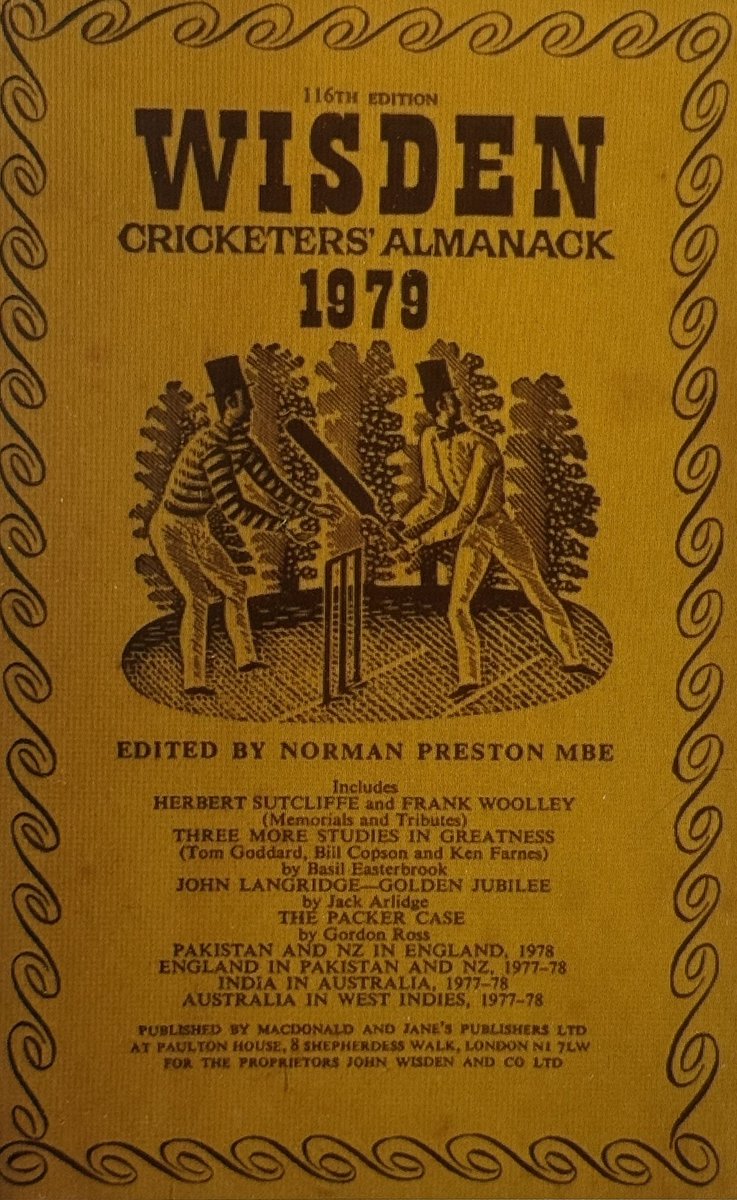 116TH EDITION
WISDEN
CRICKETERS' ALMANACK
1979
EDITED BY NORMAN PRESTON MBE
Includes
HERBERT SUTCLIFFE and FRANK WOOLLEY
(Memorials and Tributes)
THREE MORE STUDIES IN GREATNESS
(Tom Goddard, Bill Copson and Ken Farnes)
by Basil Easterbrook
JOHN LANGRIDGE—GOLDEN JUBILEE
by Jack Arlidge
THE PACKER CASE
by Gordon Ross
PAKISTAN AND NZ IN ENGLAND, 1978
ENGLAND IN PAKISTAN AND NZ, 1977-78
INDIA IN AUSTRALIA, 1977-78
AUSTRALIA IN WEST INDIES, 1977-78
PUBLISHED BY MACDONALD AND JANE'S PUBLISHERS LTD
AT PAULTON HOUSE, 8 SHEPHERDESS WALK, LONDON N1 7LW
FOR THE PROPRIETORS JOHN WISDEN AND CO LTD